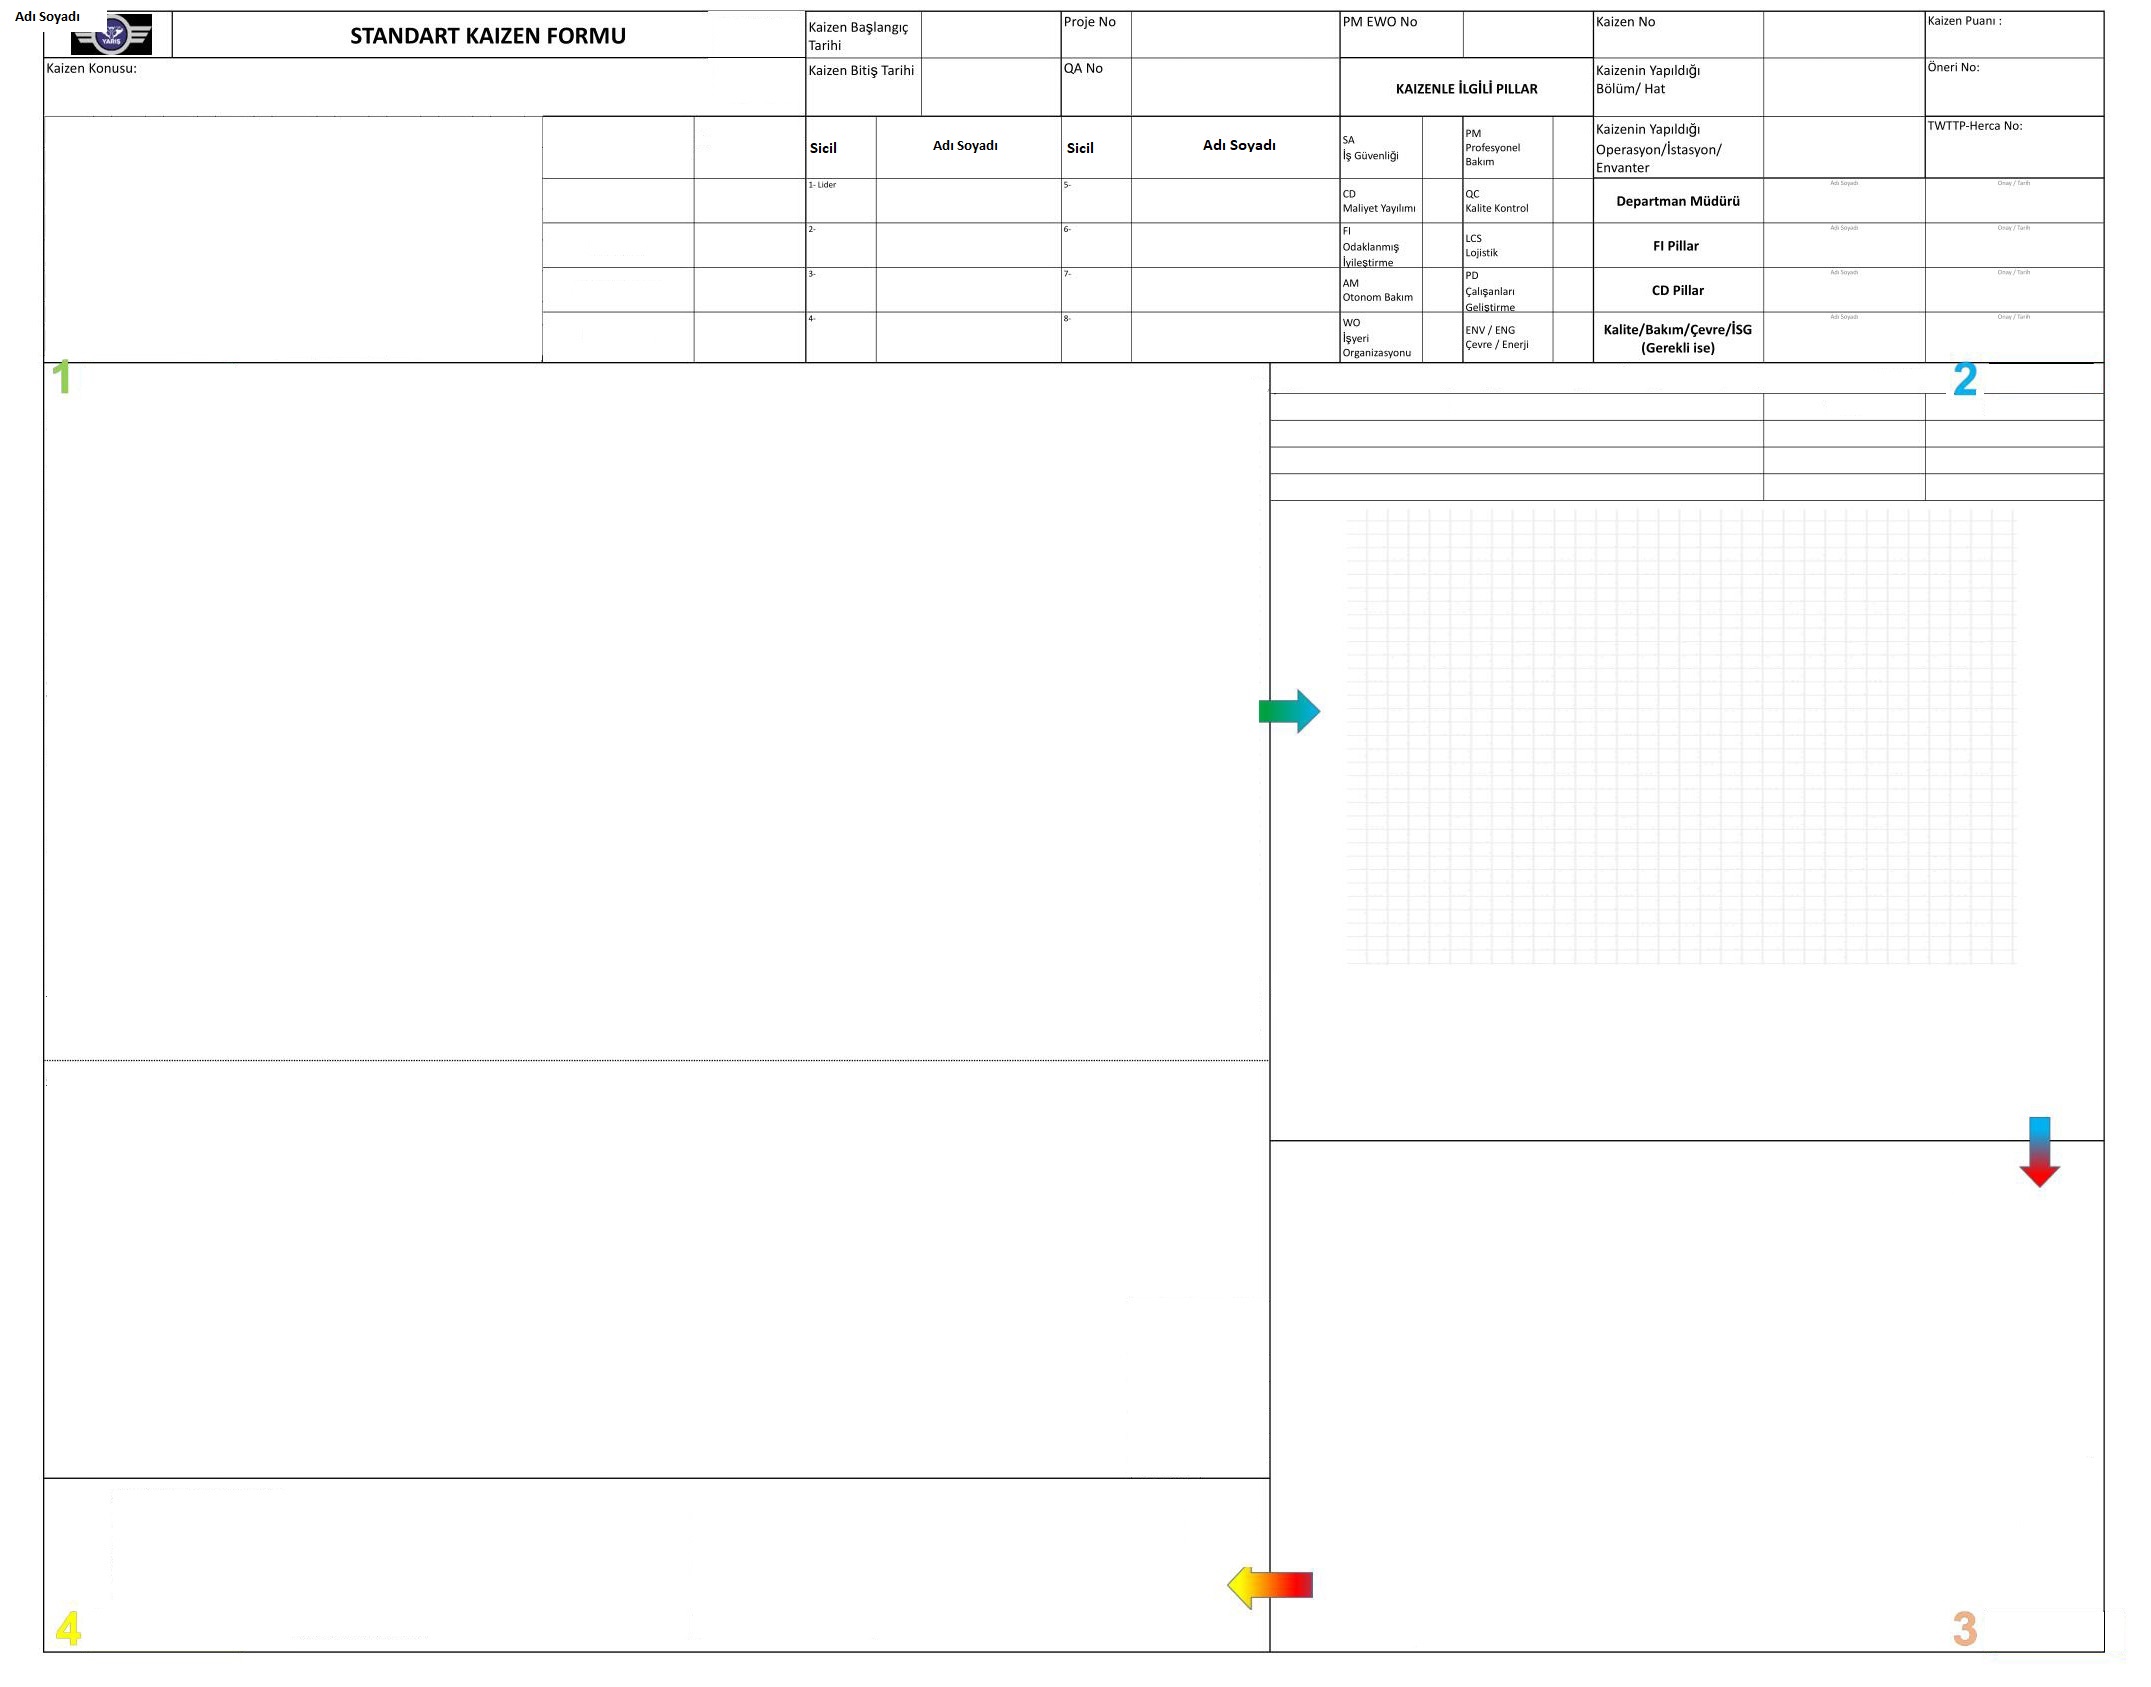 Adı Soyadı
YARIŞ
STANDART KAIZEN FORMU
Kaizen Başlangıç
Tarihi
Proje No
PM EWO No
Kaizen No
Kaizen Puanı :
Kaizen Konusu:
Kaizen Bitiş Tarihi
QA No
KAIZENLE İLGİLİ PILLAR
Kaizenin Yapıldığı
Bölüm/ Hat
Öneri No:
Sicil
Adı Soyadı
Sicil
Adı Soyadı
SA
İş Güvenliği
PM
Profesyonel
Bakım
Kaizenin Yapıldığı
Operasyon/İstasyon/
Envanter
TWTTP-Herca No:
1- Lider
5-
CD
Maliyet Yayılımı
QC
Kalite Kontrol
Departman Müdürü
Adı Soyadı
Onay / Tarih
2-
6-
FI
Odaklanmış
İyileştirme
LCS
Lojistik
FI Pillar
Adı Soyadı
Onay / Tarih
3-
7-
AM
Otonom Bakım
PD
Çalışanları
Geliştirme
CD Pillar
Adı Soyadı
Onay / Tarih
4-
8-
WO
İşyeri
Organizasyonu
ENV / ENG
Çevre / Enerji
Kalite/Bakım/Çevre/İSG
(Gerekli ise)
Adı Soyadı
Onay / Tarih
1
2
4
3